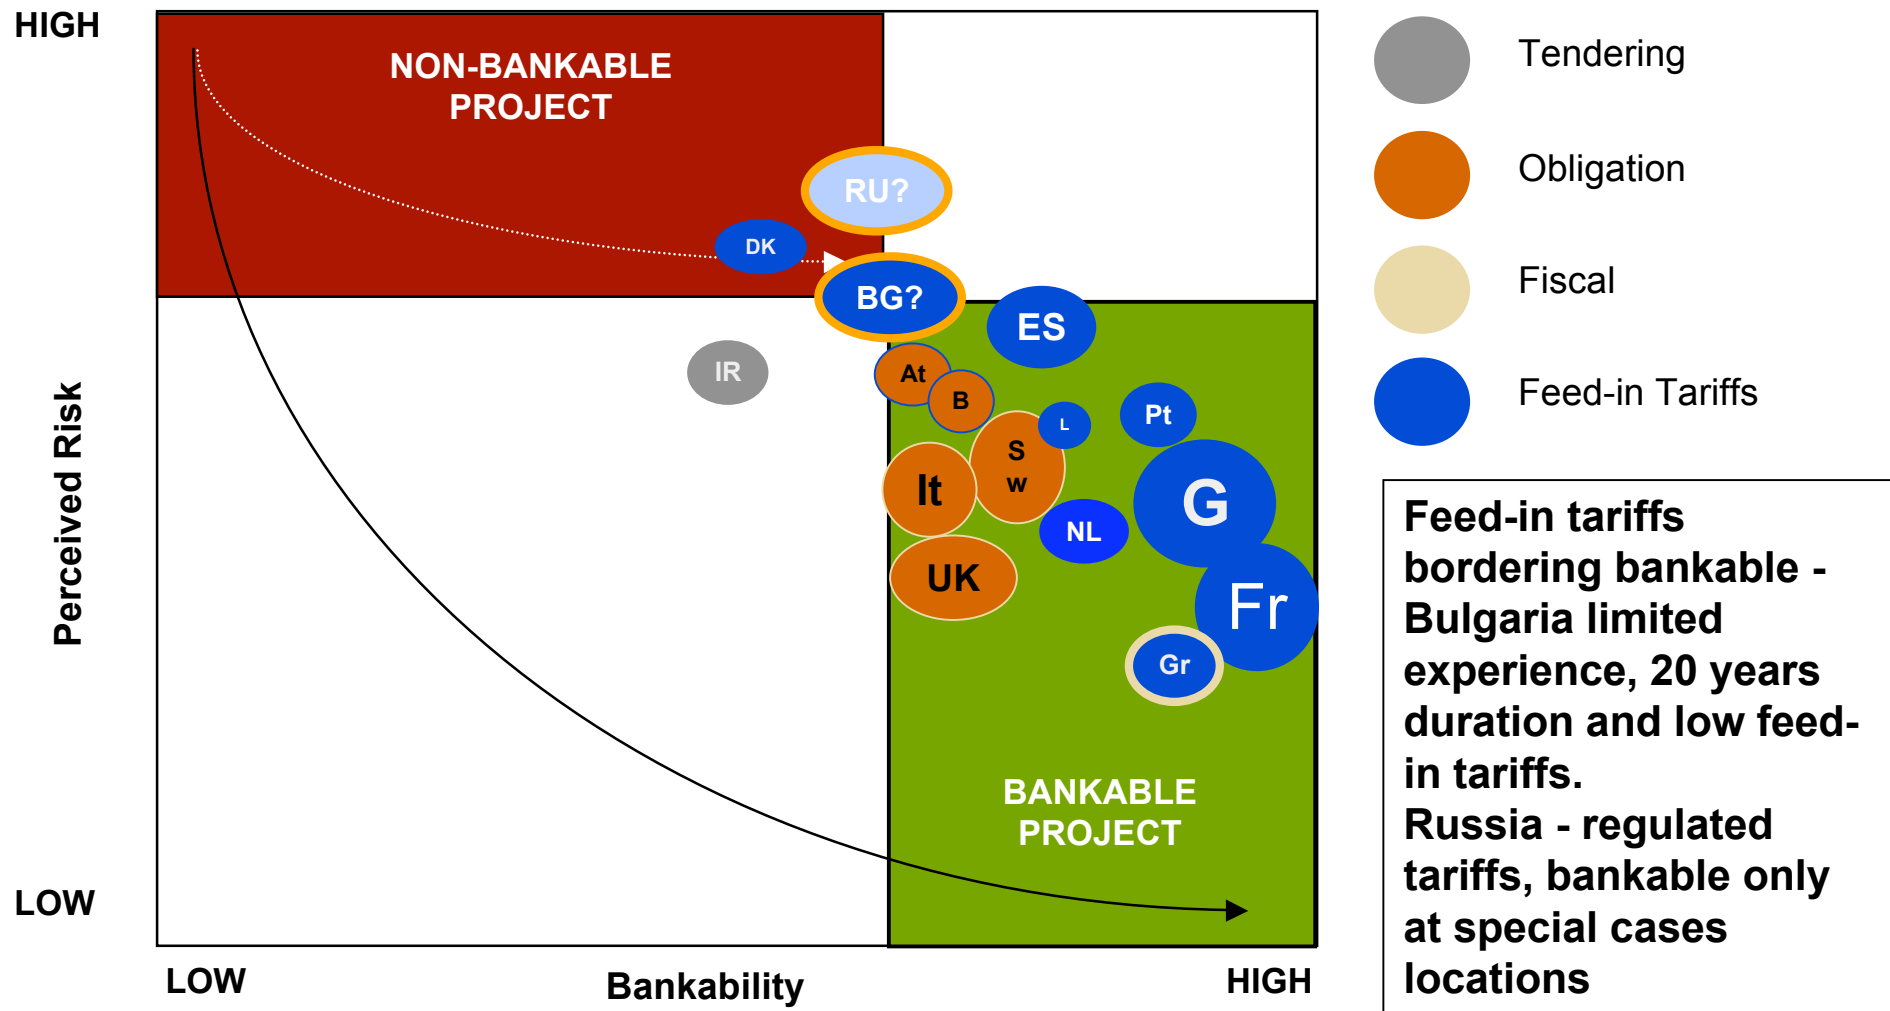 HIGH
NON-BANKABLE
PROJECT
RU?
DK
BG?
ES
IR
At
B
L
Pt
S
w
It
G
NL
UK
Fr
Gr
BANKABLE
PROJECT
Perceived Risk
LOW
LOW
Bankability
HIGH
Tendering
Obligation
Fiscal
Feed-in Tariffs
Feed-in tariffs
bordering bankable -
Bulgaria limited
experience, 20 years
duration and low feed-
in tariffs.
Russia - regulated
tariffs, bankable only
at special cases
locations